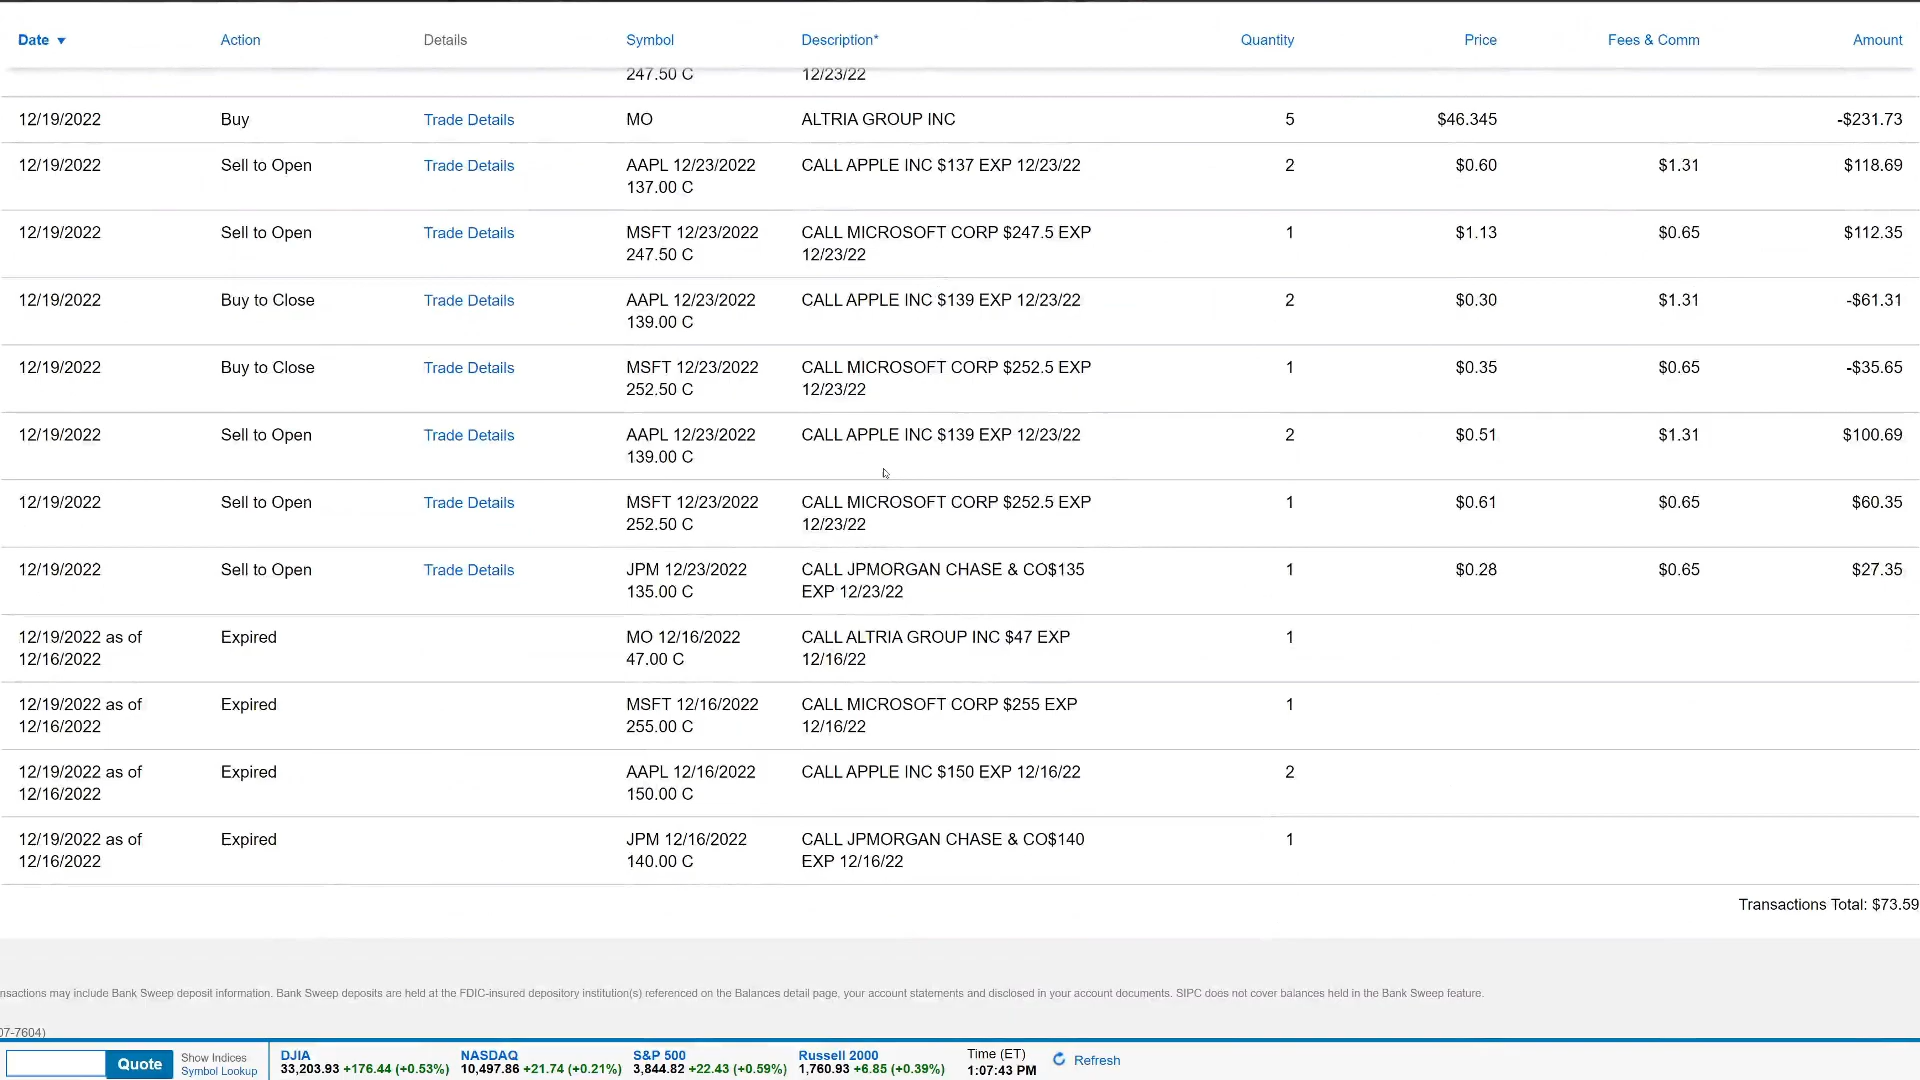 Date ▼ Action Details Symbol Description* Quantity Price Fees & Comm Amount
247.50 C 12/23/22
12/19/2022 Buy Trade Details MO ALTRIA GROUP INC 5 $46.345 -$231.73
12/19/2022 Sell to Open Trade Details AAPL 12/23/2022 CALL APPLE INC $137 EXP 12/23/22 2 $0.60 $1.31 $118.69
137.00 C
12/19/2022 Sell to Open Trade Details MSFT 12/23/2022 CALL MICROSOFT CORP $247.5 EXP 1 $1.13 $0.65 $112.35
247.50 C 12/23/22
12/19/2022 Buy to Close Trade Details AAPL 12/23/2022 CALL APPLE INC $139 EXP 12/23/22 2 $0.30 $1.31 -$61.31
139.00 C
12/19/2022 Buy to Close Trade Details MSFT 12/23/2022 CALL MICROSOFT CORP $252.5 EXP 1 $0.35 $0.65 -$35.65
252.50 C 12/23/22
12/19/2022 Sell to Open Trade Details AAPL 12/23/2022 CALL APPLE INC $139 EXP 12/23/22 2 $0.51 $1.31 $100.69
139.00 C
12/19/2022 Sell to Open Trade Details MSFT 12/23/2022 CALL MICROSOFT CORP $252.5 EXP 1 $0.61 $0.65 $60.35
252.50 C 12/23/22
12/19/2022 Sell to Open Trade Details JPM 12/23/2022 CALL JPMORGAN CHASE & CO$135 1 $0.28 $0.65 $27.35
135.00 C EXP 12/23/22
12/19/2022 as of Expired MO 12/16/2022 CALL ALTRIA GROUP INC $47 EXP 1
12/16/2022 47.00 C 12/16/22
12/19/2022 as of Expired MSFT 12/16/2022 CALL MICROSOFT CORP $255 EXP 1
12/16/2022 255.00 C 12/16/22
12/19/2022 as of Expired AAPL 12/16/2022 CALL APPLE INC $150 EXP 12/16/22 2
12/16/2022 150.00 C
12/19/2022 as of Expired JPM 12/16/2022 CALL JPMORGAN CHASE & CO$140 1
12/16/2022 140.00 C EXP 12/16/22
Transactions Total: $73.59
nsactions may include Bank Sweep deposit information. Bank Sweep deposits are held at the FDIC-insured depository institution(s) referenced on the Balances detail page, your account statements and disclosed in your account documents. SIPC does not cover balances held in the Bank Sweep feature.
07-7604)
Quote Show Indices DJIA NASDAQ S&P 500 Russell 2000 Time (ET) Refresh
Symbol Lookup 33,203.93 +176.44 (+0.53%) 10,497.86 +21.74 (+0.21%) 3,844.82 +22.43 (+0.59%) 1,760.93 +6.85 (+0.39%) 1:07:43 PM